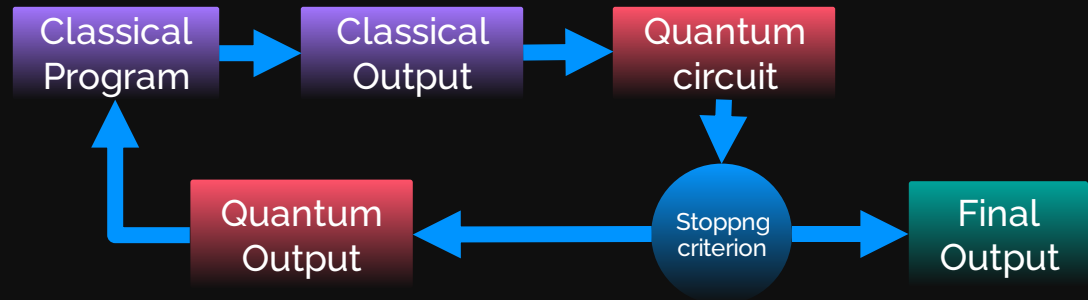 Classical
Program
Classical
Output
Quantum
circuit
Quantum
Output
Stoppng
criterion
Final
Output